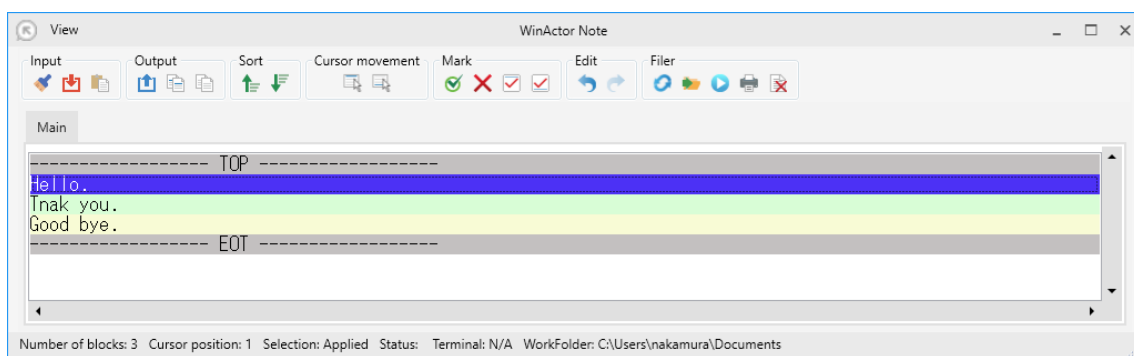 View WinActor Note
Input Output Sort Cursor movement Mark Edit Filer
Main
------------------ TOP ------------------
Hello.
Tnak you.
Good bye.
------------------ EOT ------------------
Number of blocks: 3 Cursor position: 1 Selection: Applied Status: Terminal: N/A WorkFolder: C:\Users\nakamura\Documents